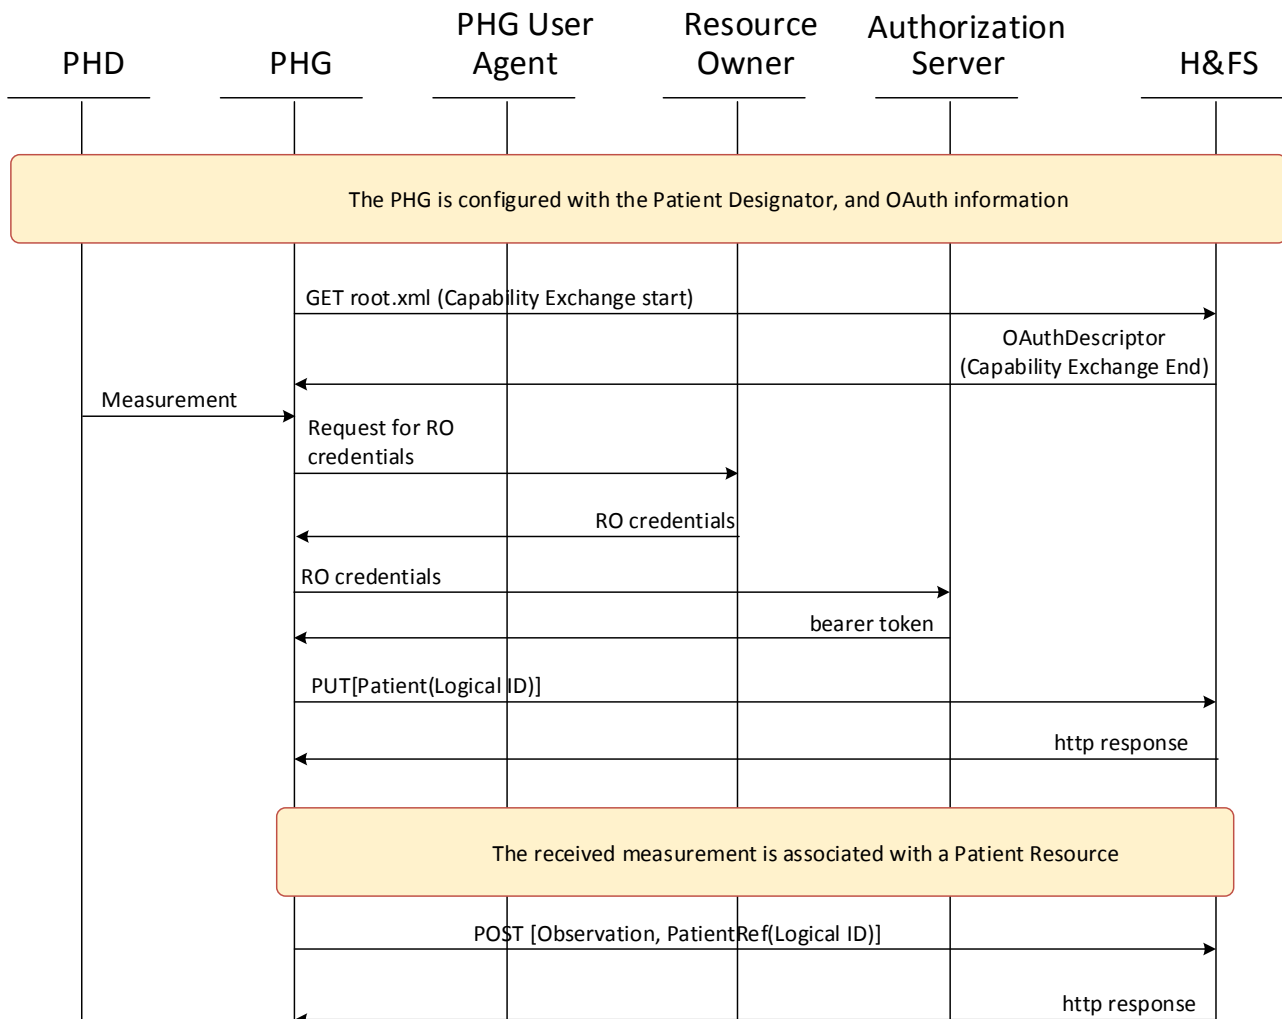 PHD
PHG
PHG User
Agent
Resource
Owner
Authorization
Server
H&FS
The PHG is configured with the Patient Designator, and OAuth information
GET root.xml (Capability Exchange start)
OAuthDescriptor
(Capability Exchange End)
Measurement
Request for RO
credentials
RO credentials
RO credentials
bearer token
PUT[Patient(Logical ID)]
http response
The received measurement is associated with a Patient Resource
POST [Observation, PatientRef(Logical ID)]
http response